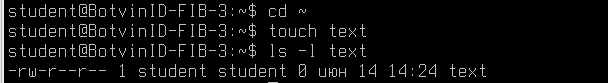 student@BotvinID-FIB-3:~$ cd ~
student@BotvinID-FIB-3:~$ touch text
student@BotvinID-FIB-3:~$ ls -l text
-rw-r--r-- 1 student student 0 июн 14 14:24 text